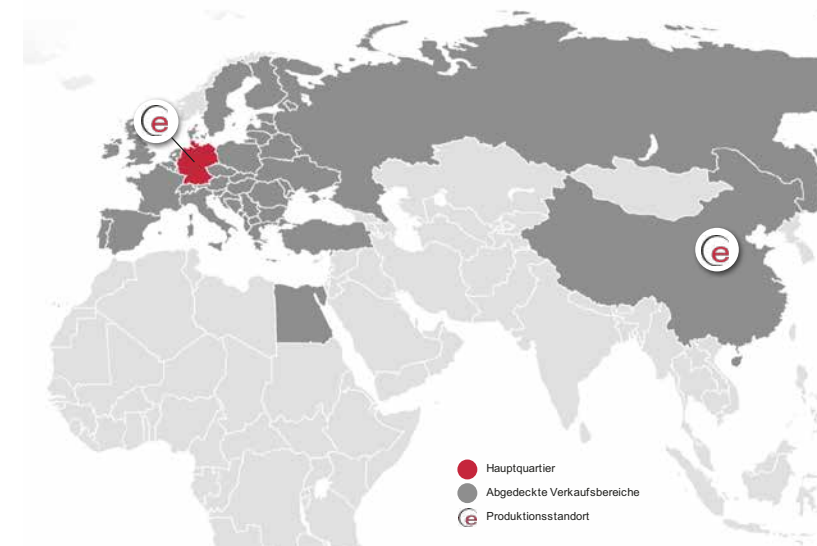 e
e
Hauptquartier
Abgedeckte Verkaufsbereiche
e
Produktionsstandort